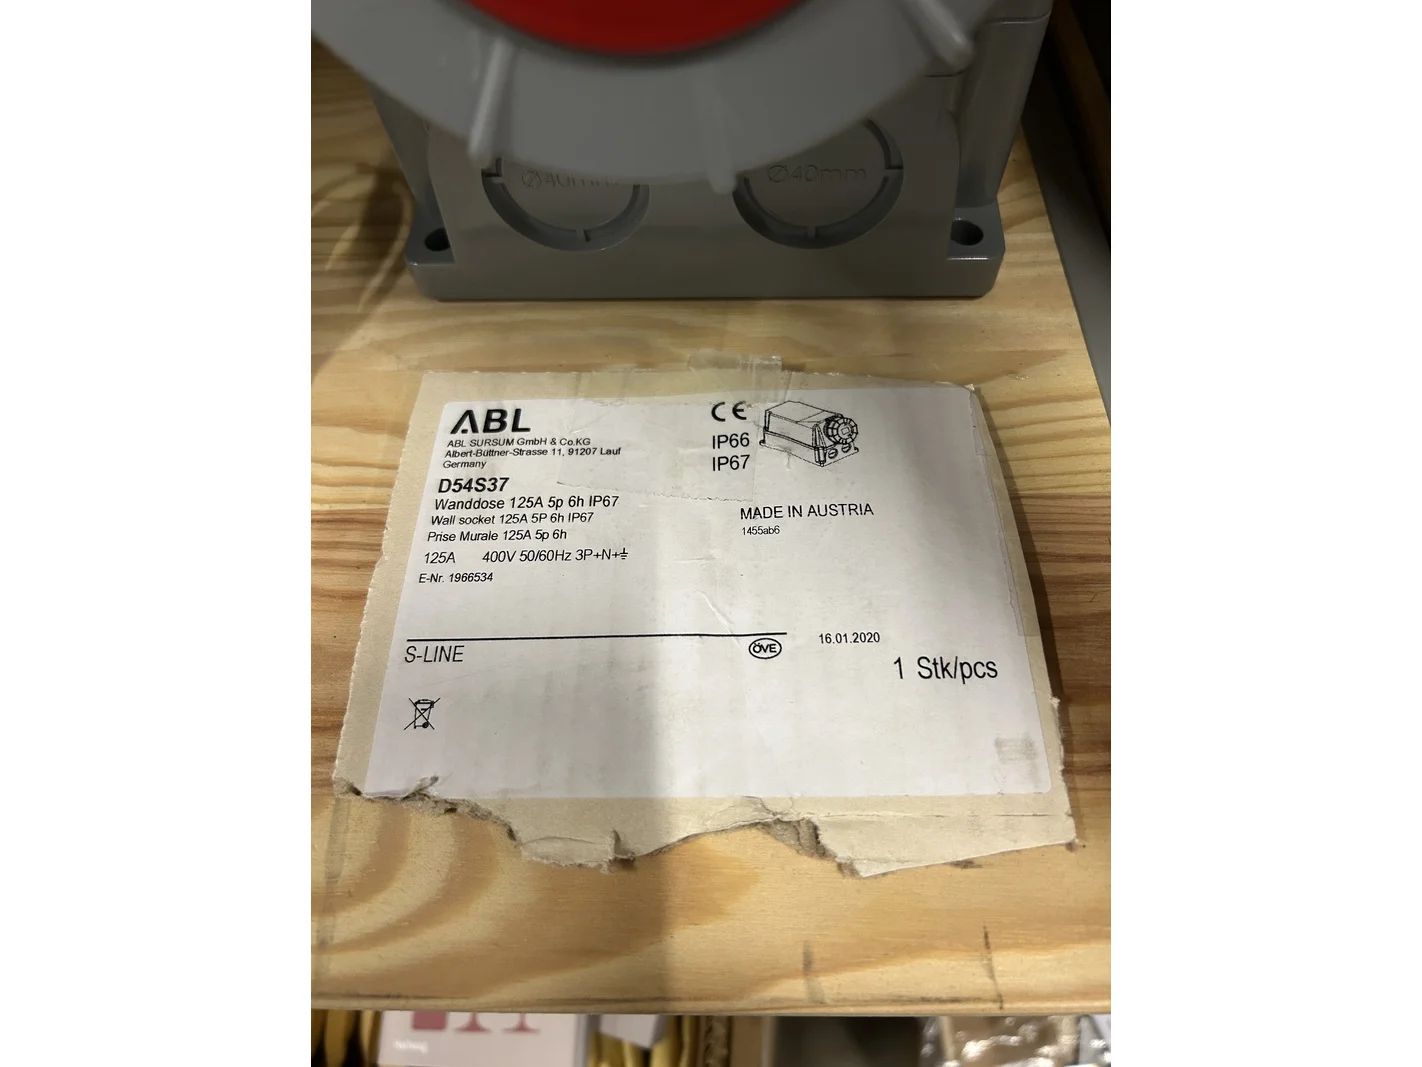 Ø40mm
Ø40mm
ABL
ABL SURSUM GmbH & Co.KG
Albert-Büttner-Strasse 11, 91207 Lauf
Germany
D54S37
Wanddose 125A 5p 6h IP67
Wall socket 125A 5P 6h IP67
Prise Murale 125A 5p 6h
125A 400V 50/60Hz 3P+N+⏚
E-Nr. 1966534
CE
IP66
IP67
MADE IN AUSTRIA
1455ab6
16.01.2020
S-LINE
ÖVE
1 Stk/pcs